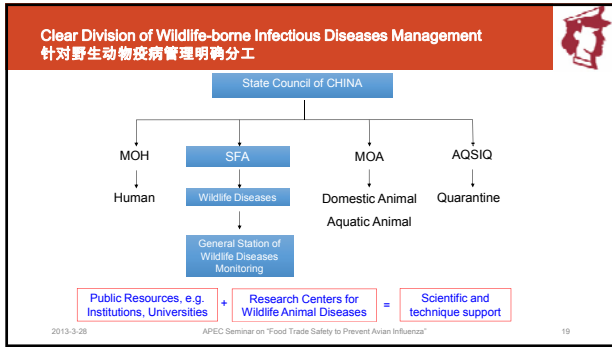 Clear Division of Wildlife-borne Infectious Diseases Management
针对野生动物疫病管理明确分工
State Council of CHINA
MOH
SFA
MOA
AQSIQ
Human
Wildlife Diseases
Domestic Animal
Aquatic Animal
Quarantine
General Station of
Wildlife Diseases
Monitoring
Public Resources, e.g.
Institutions, Universities
+
Research Centers for
Wildlife Animal Diseases
=
Scientific and
technique support
2013-3-28
APEC Seminar on "Food Trade Safety to Prevent Avian Influenza"
19